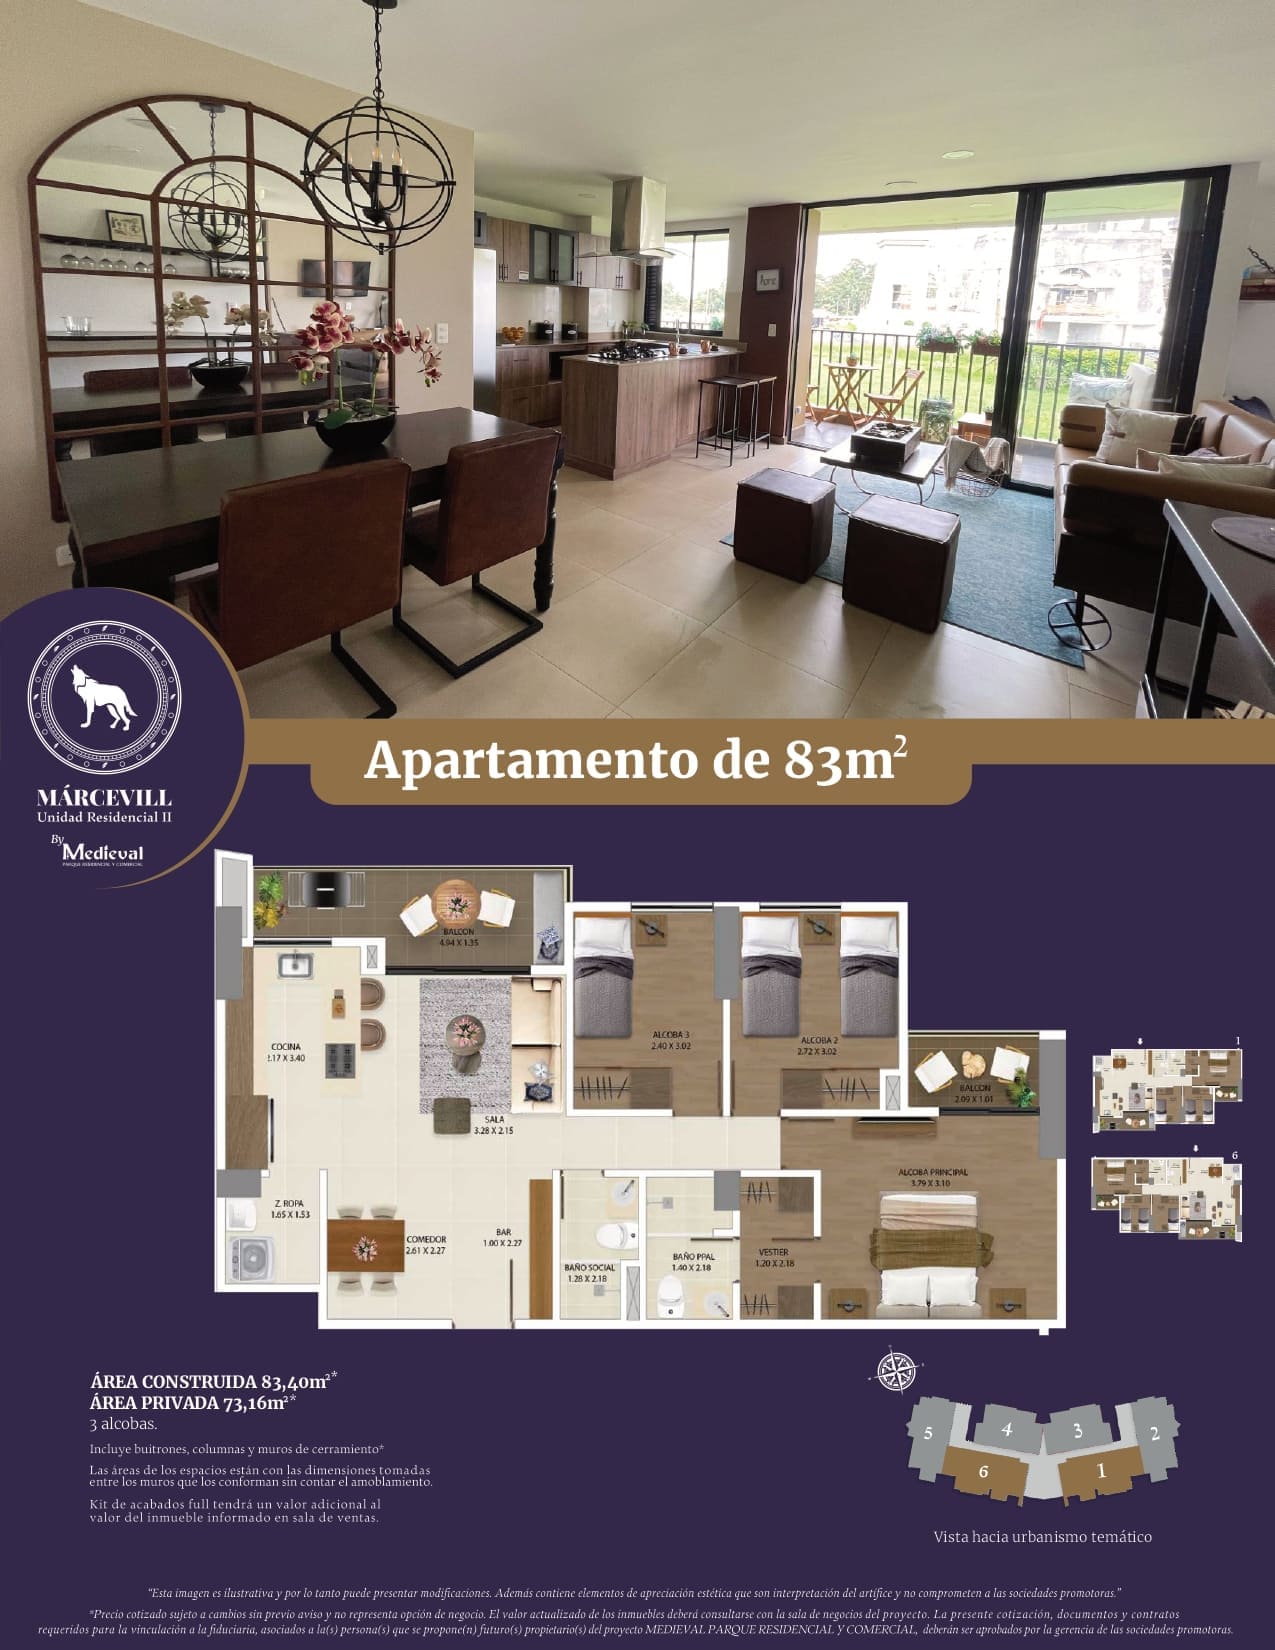 home
MÁRCEVILL
Unidad Residencial II
By
Medieval
PARQUE RESIDENCIAL Y COMERCIAL
Apartamento de 83m²
BALCON
4.94 X 1.35
COCINA
2.17 X 3.40
ALCOBA 3
2.40 X 3.02
ALCOBA 2
2.72 X 3.02
BALCON
2.09 X 1.01
SALA
3.28 X 2.15
ALCOBA PRINCIPAL
3.79 X 3.10
Z. ROPA
1.65 X 1.53
COMEDOR
2.61 X 2.27
BAR
1.00 X 2.27
BAÑO SOCIAL
1.28 X 2.18
BAÑO PPAL
1.40 X 2.18
VESTIER
1.20 X 2.18
1
6
ÁREA CONSTRUIDA 83,40m²*
ÁREA PRIVADA 73,16m²*
3 alcobas.
Incluye buitrones, columnas y muros de cerramiento*
Las áreas de los espacios están con las dimensiones tomadas
entre los muros que los conforman sin contar el amoblamiento.
Kit de acabados full tendrá un valor adicional al
valor del inmueble informado en sala de ventas.
5
4
3
2
6
1
Vista hacia urbanismo temático
“Esta imagen es ilustrativa y por lo tanto puede presentar modificaciones. Además contiene elementos de apreciación estética que son interpretación del artífice y no comprometen a las sociedades promotoras.”
*Precio cotizado sujeto a cambios sin previo aviso y no representa opción de negocio. El valor actualizado de los inmuebles deberá consultarse con la sala de negocios del proyecto. La presente cotización, documentos y contratos
requeridos para la vinculación a la fiduciaria, asociados a la(s) persona(s) que se propone(n) futuro(s) propietario(s) del proyecto MEDIEVAL PARQUE RESIDENCIAL Y COMERCIAL, deberán ser aprobados por la gerencia de las sociedades promotoras.